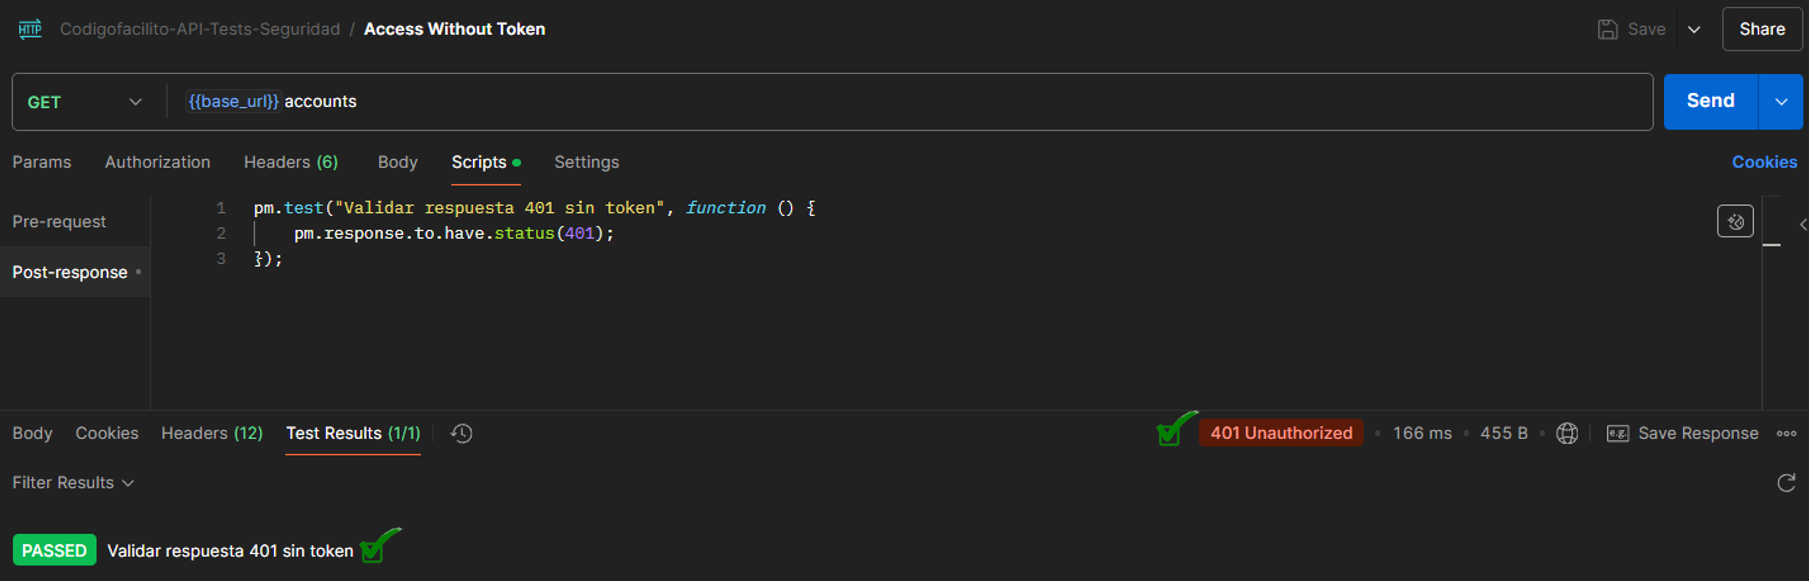 HTTP Codigofacilito-API-Tests-Seguridad / Access Without Token Save Share
GET {{base_url}} accounts Send
Params Authorization Headers (6) Body Scripts Settings Cookies
Pre-request
Post-response
1 pm.test("Validar respuesta 401 sin token", function () {
2 pm.response.to.have.status(401);
3 });
Body Cookies Headers (12) Test Results (1/1) 401 Unauthorized 166 ms 455 B e.g. Save Response
Filter Results
PASSED Validar respuesta 401 sin token